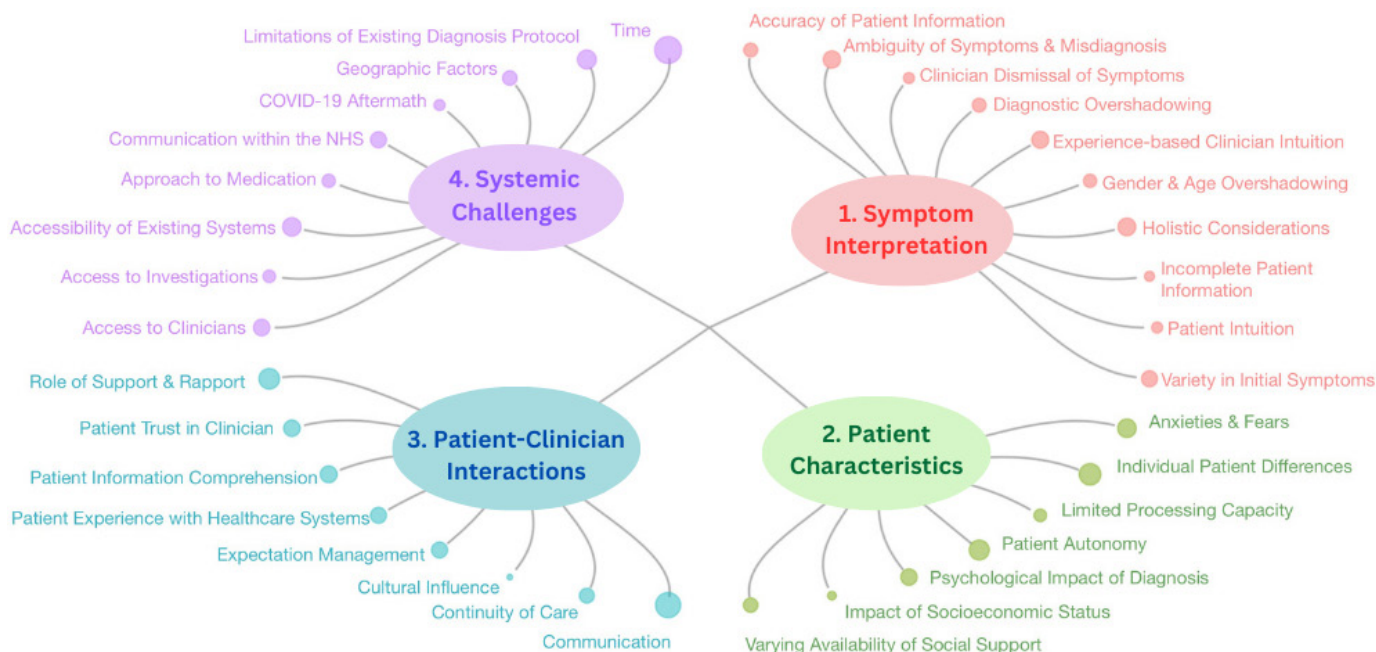 Limitations of Existing Diagnosis Protocol
Time
Geographic Factors
COVID-19 Aftermath
Communication within the NHS
Approach to Medication
Accessibility of Existing Systems
Access to Investigations
Access to Clinicians
4. Systemic
Challenges
Accuracy of Patient Information
Ambiguity of Symptoms & Misdiagnosis
Clinician Dismissal of Symptoms
Diagnostic Overshadowing
Experience-based Clinician Intuition
Gender & Age Overshadowing
Holistic Considerations
Incomplete Patient
Information
Patient Intuition
Variety in Initial Symptoms
1. Symptom
Interpretation
Role of Support & Rapport
Patient Trust in Clinician
Patient Information Comprehension
Patient Experience with Healthcare Systems
Expectation Management
Cultural Influence
Continuity of Care
Communication
3. Patient-Clinician
Interactions
2. Patient
Characteristics
Anxieties & Fears
Individual Patient Differences
Limited Processing Capacity
Patient Autonomy
Psychological Impact of Diagnosis
Impact of Socioeconomic Status
Varying Availability of Social Support